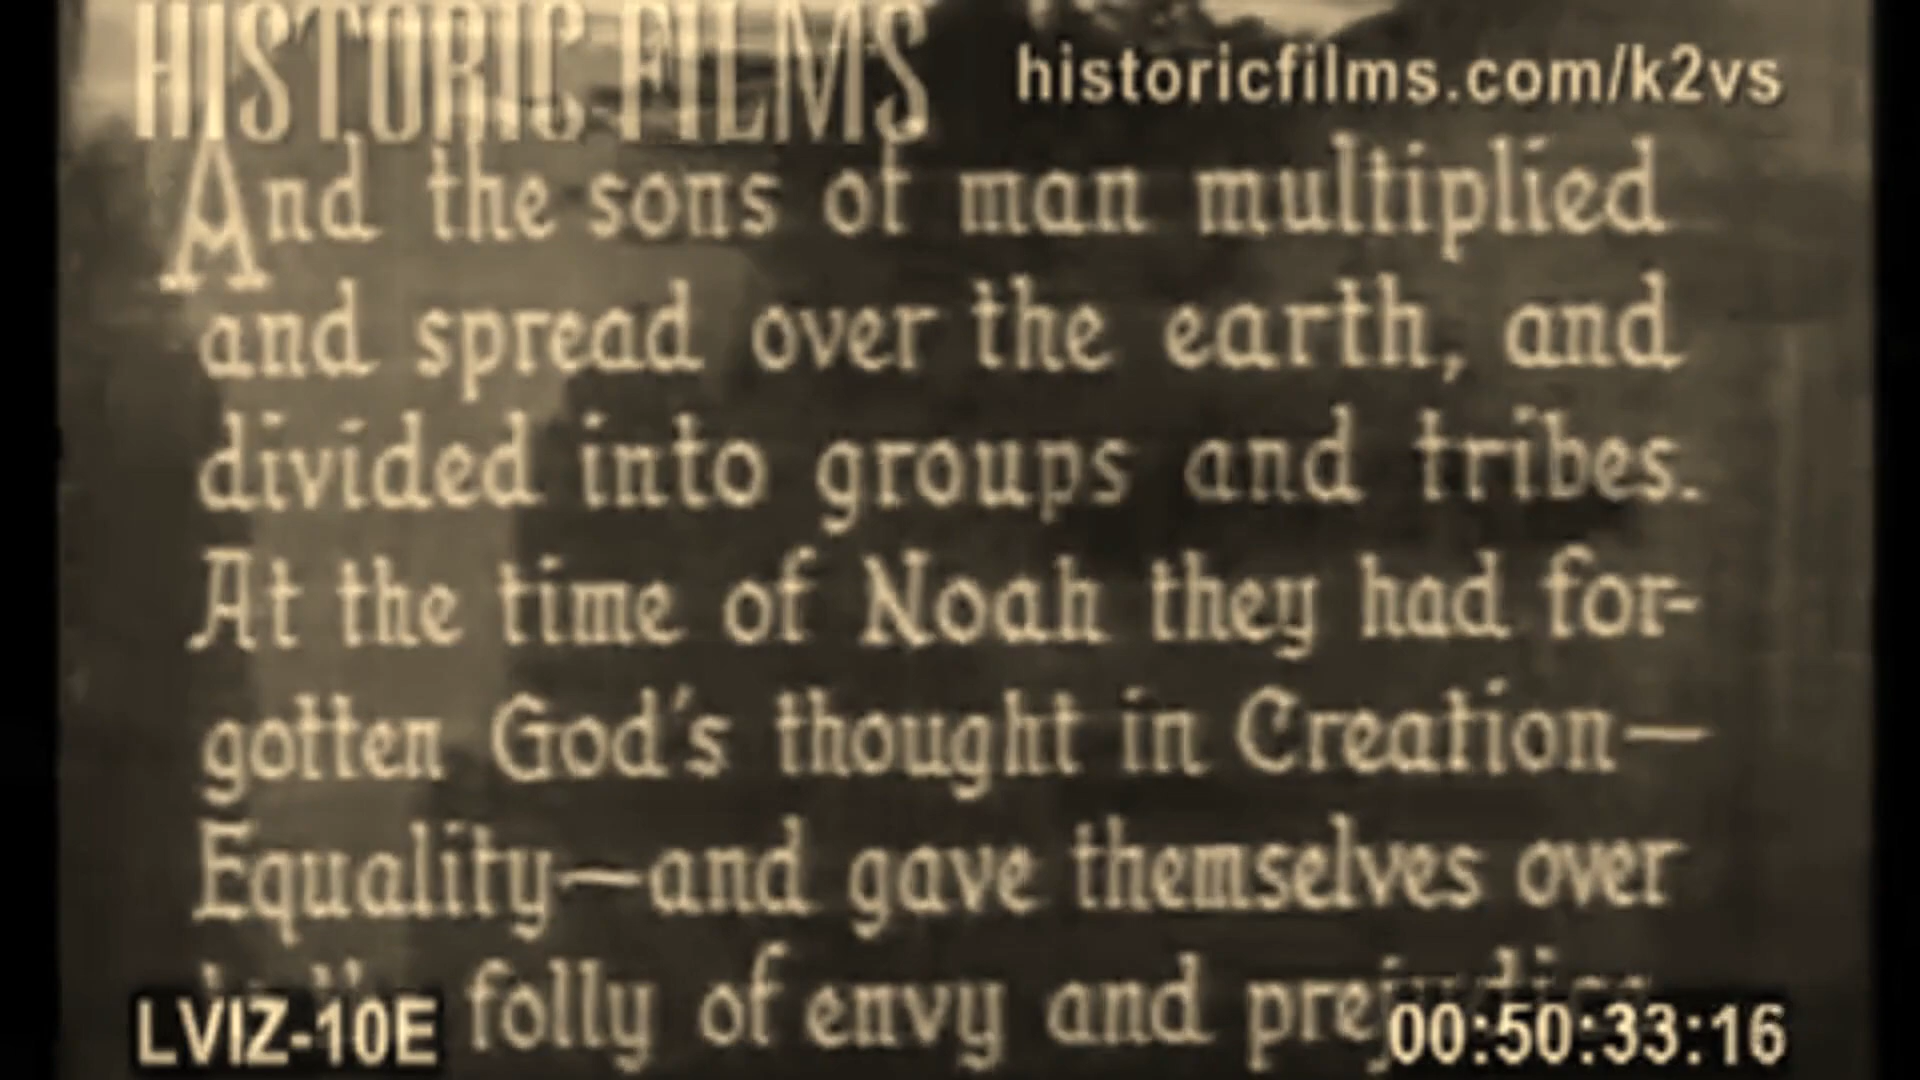 HISTORIC FILMS
historicfilms.com/k2vs
And the sons of man multiplied
and spread over the earth, and
divided into groups and tribes.
At the time of Noah they had for-
gotten God's thought in Creation—
Equality—and gave themselves over
folly of envy and
LVIZ-10E
00:50:33:16